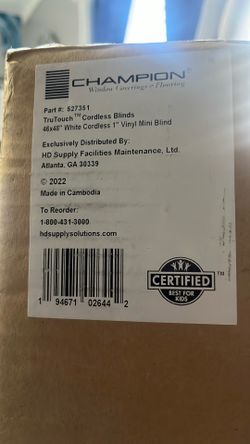 CHAMPION
Window Coverings & Flooring
Part #: 527351
TruTouch™ Cordless Blinds
46x48" White Cordless 1" Vinyl Mini Blind
Exclusively Distributed By:
HD Supply Facilities Maintenance, Ltd.
Atlanta, GA 30339
© 2022
Made in Cambodia
To Reorder:
1-800-431-3000
hdsupplysolutions.com
CERTIFIED
BEST FOR
KIDS
TM
1 94671 02644 2